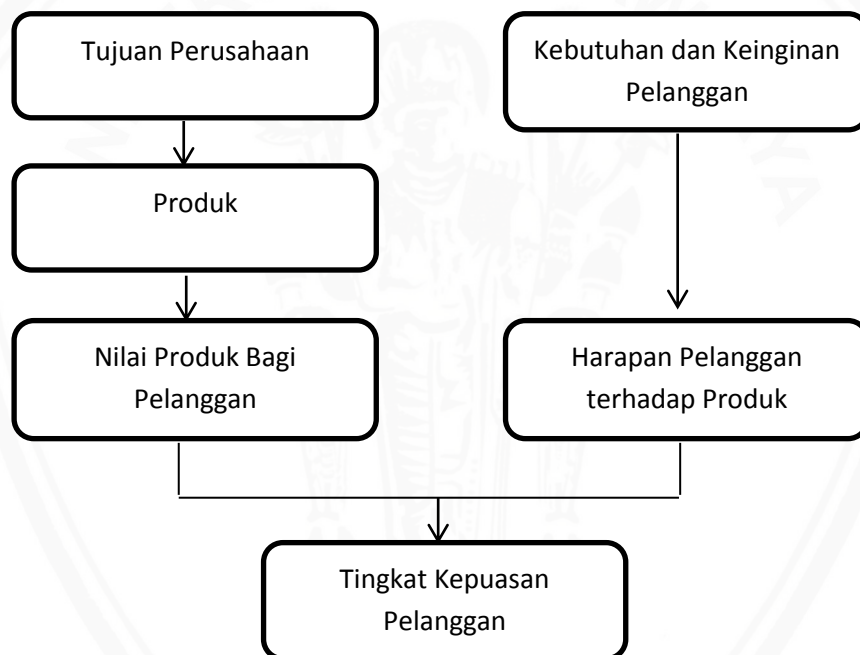 Tujuan Perusahaan
Kebutuhan dan Keinginan
Pelanggan
Produk
Nilai Produk Bagi
Pelanggan
Harapan Pelanggan
terhadap Produk
Tingkat Kepuasan
Pelanggan